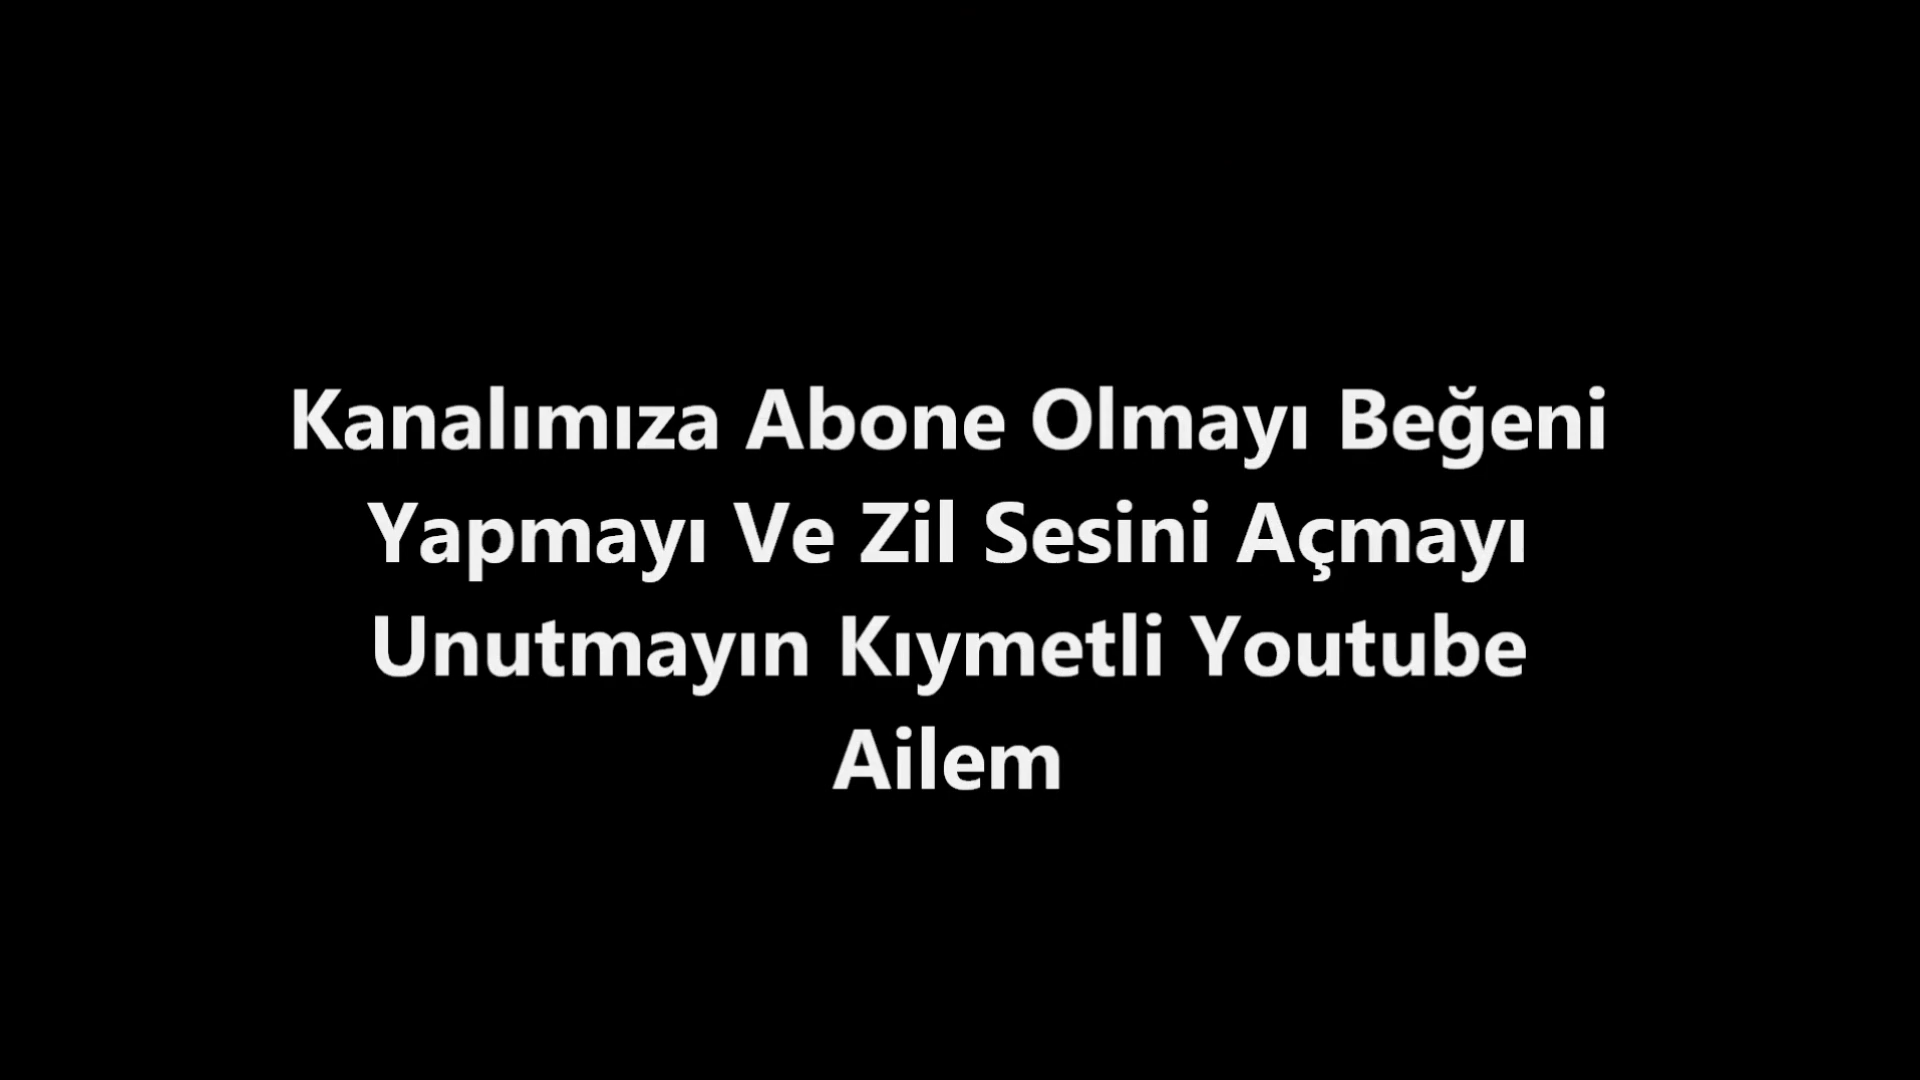 Kanalımıza Abone Olmayı Beğeni
Yapmayı Ve Zil Sesini Açmayı
Unutmayın Kıymetli Youtube
Ailem